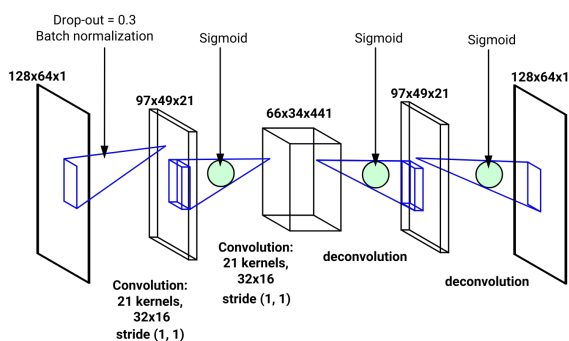 Drop-out = 0.3
Batch normalization
Sigmoid
Sigmoid
Sigmoid
128x64x1
97x49x21
66x34x441
97x49x21
128x64x1
Convolution:
21 kernels,
32x16
stride (1, 1)
Convolution:
21 kernels,
32x16
stride (1, 1)
deconvolution
deconvolution